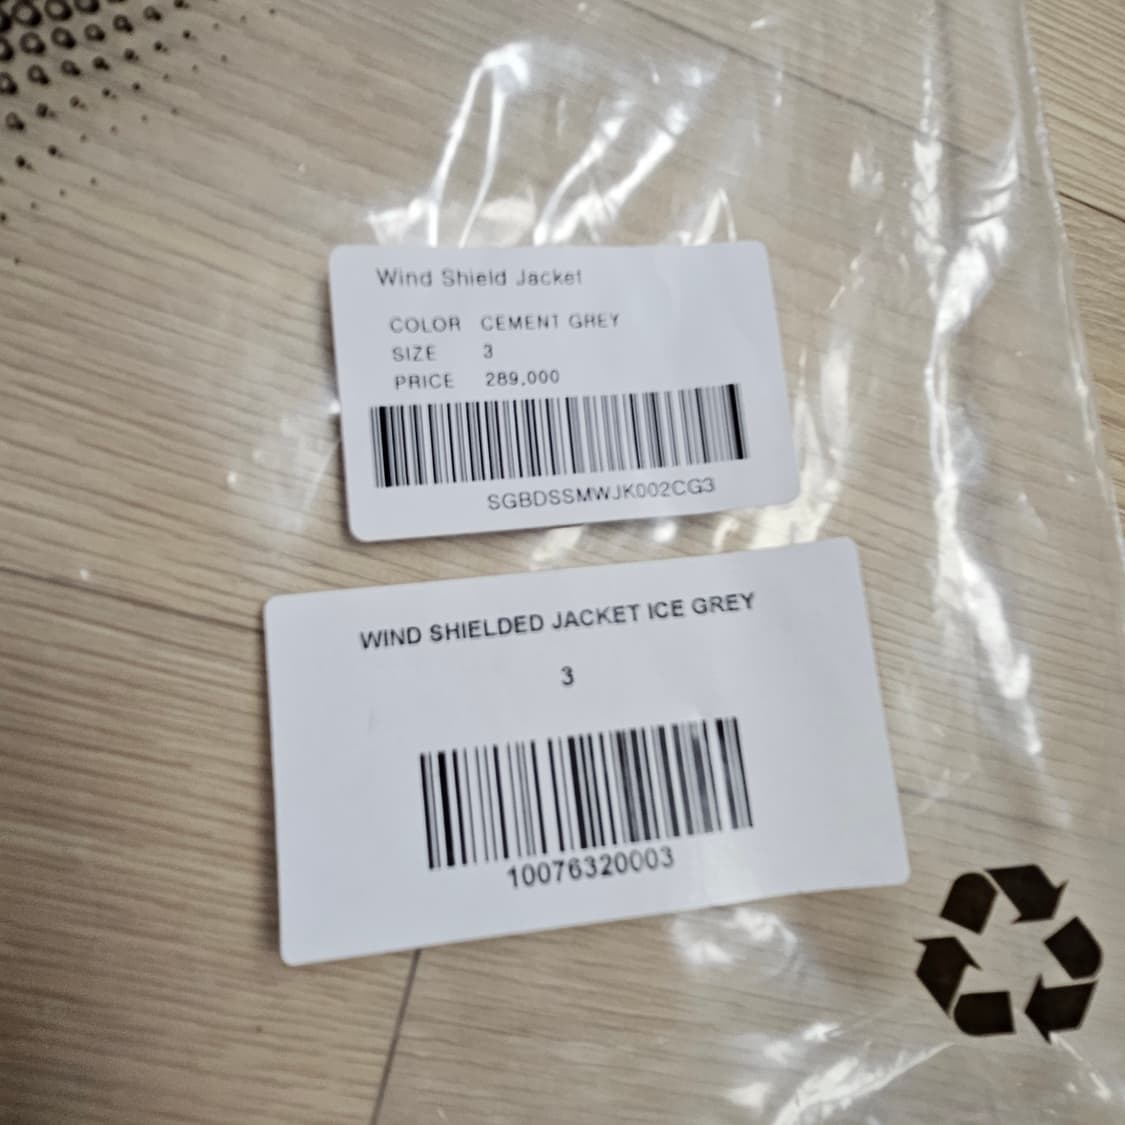 Wind Shield Jacket
COLOR CEMENT GREY
SIZE 3
PRICE 289,000
SGBDSSMWJK002CG3
WIND SHIELDED JACKET ICE GREY
3
10076320003